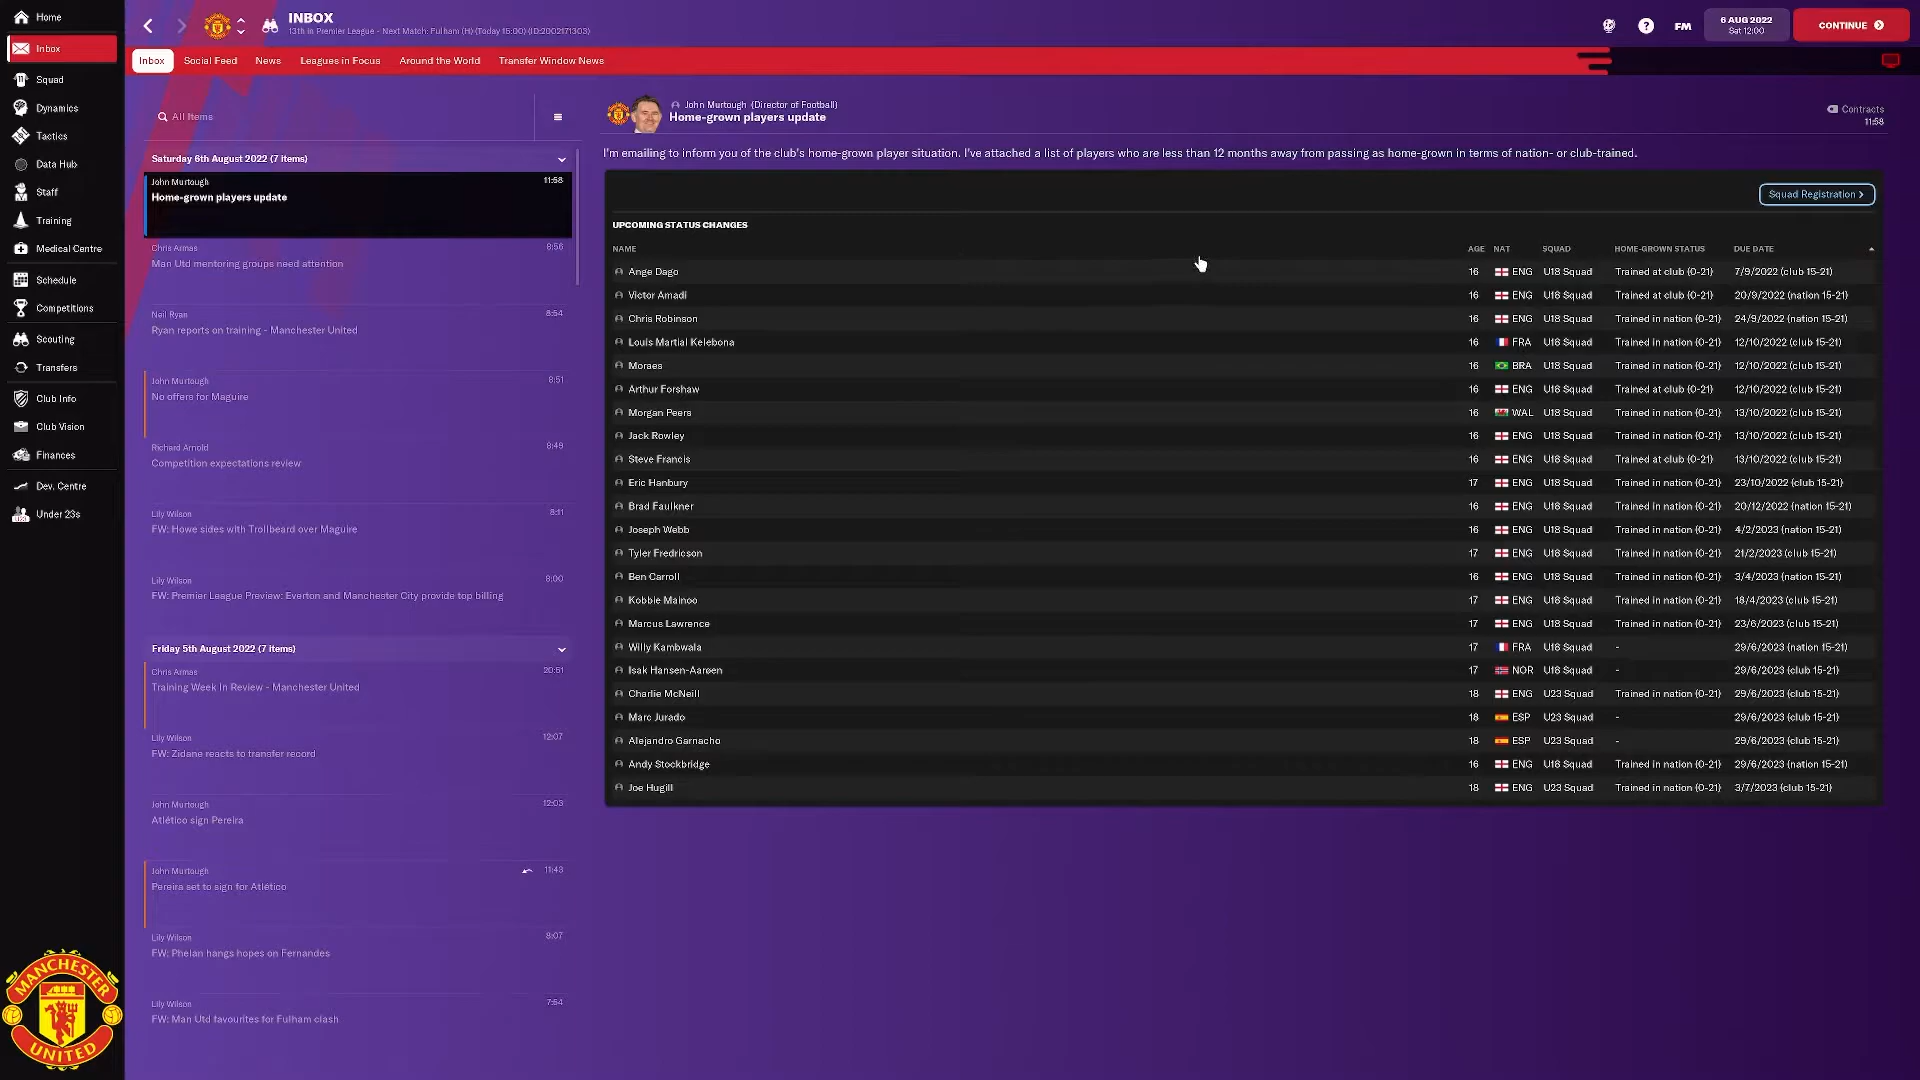 Home
Inbox
Squad
Dynamics
Tactics
Data Hub
Staff
Training
Medical Centre
Schedule
Competitions
Scouting
Transfers
Club Info
Club Vision
Finances
Dev. Centre
Under 23s
MANCHESTER
UNITED
INBOX
13th in Premier League - Next Match: Fulham (H) (Today 15:00) (ID:2002171303)
FM
6 AUG 2022
Sat 12:00
CONTINUE
Inbox Social Feed News Leagues in Focus Around the World Transfer Window News
All Items
Saturday 6th August 2022 (7 items)
John Murtough 11:58
Home-grown players update
Chris Armas 8:56
Man Utd mentoring groups need attention
Neil Ryan 8:54
Ryan reports on training - Manchester United
John Murtough 8:51
No offers for Maguire
Richard Arnold 8:49
Competition expectations review
Lily Wilson 8:11
FW: Howe sides with Trollbeard over Maguire
Lily Wilson 8:00
FW: Premier League Preview: Everton and Manchester City provide top billing
Friday 5th August 2022 (7 items)
Chris Armas 20:51
Training Week In Review - Manchester United
Lily Wilson 12:07
FW: Zidane reacts to transfer record
John Murtough 12:03
Atlético sign Pereira
John Murtough 11:43
Pereira set to sign for Atlético
Lily Wilson 8:07
FW: Phelan hangs hopes on Fernandes
Lily Wilson 7:54
FW: Man Utd favourites for Fulham clash
John Murtough (Director of Football)
Home-grown players update
Contracts
11:58
I'm emailing to inform you of the club's home-grown player situation. I've attached a list of players who are less than 12 months away from passing as home-grown in terms of nation- or club-trained.
Squad Registration >
UPCOMING STATUS CHANGES
NAME AGE NAT SQUAD HOME-GROWN STATUS DUE DATE
Ange Dago 16 ENG U18 Squad Trained at club (0-21) 7/9/2022 (club 15-21)
Victor Amadi 16 ENG U18 Squad Trained at club (0-21) 20/9/2022 (nation 15-21)
Chris Robinson 16 ENG U18 Squad Trained in nation (0-21) 24/9/2022 (nation 15-21)
Louis Martial Kelebona 16 FRA U18 Squad Trained in nation (0-21) 12/10/2022 (club 15-21)
Moraes 16 BRA U18 Squad Trained in nation (0-21) 12/10/2022 (club 15-21)
Arthur Forshaw 16 ENG U18 Squad Trained at club (0-21) 12/10/2022 (club 15-21)
Morgan Peers 16 WAL U18 Squad Trained in nation (0-21) 13/10/2022 (club 15-21)
Jack Rowley 16 ENG U18 Squad Trained in nation (0-21) 13/10/2022 (club 15-21)
Steve Francis 16 ENG U18 Squad Trained at club (0-21) 13/10/2022 (club 15-21)
Eric Hanbury 17 ENG U18 Squad Trained in nation (0-21) 23/10/2022 (club 15-21)
Brad Faulkner 16 ENG U18 Squad Trained in nation (0-21) 20/12/2022 (nation 15-21)
Joseph Webb 16 ENG U18 Squad Trained in nation (0-21) 4/2/2023 (nation 15-21)
Tyler Fredricson 17 ENG U18 Squad Trained in nation (0-21) 21/2/2023 (club 15-21)
Ben Carroll 16 ENG U18 Squad Trained in nation (0-21) 3/4/2023 (nation 15-21)
Kobbie Mainoo 17 ENG U18 Squad Trained in nation (0-21) 18/4/2023 (club 15-21)
Marcus Lawrence 17 ENG U18 Squad Trained in nation (0-21) 23/6/2023 (club 15-21)
Willy Kambwala 17 FRA U18 Squad - 29/6/2023 (nation 15-21)
Isak Hansen-Aarøen 17 NOR U18 Squad - 29/6/2023 (club 15-21)
Charlie McNeill 18 ENG U23 Squad Trained in nation (0-21) 29/6/2023 (club 15-21)
Marc Jurado 18 ESP U23 Squad - 29/6/2023 (club 15-21)
Alejandro Garnacho 18 ESP U23 Squad - 29/6/2023 (club 15-21)
Andy Stockbridge 16 ENG U18 Squad Trained in nation (0-21) 29/6/2023 (nation 15-21)
Joe Hugill 18 ENG U23 Squad Trained in nation (0-21) 3/7/2023 (club 15-21)